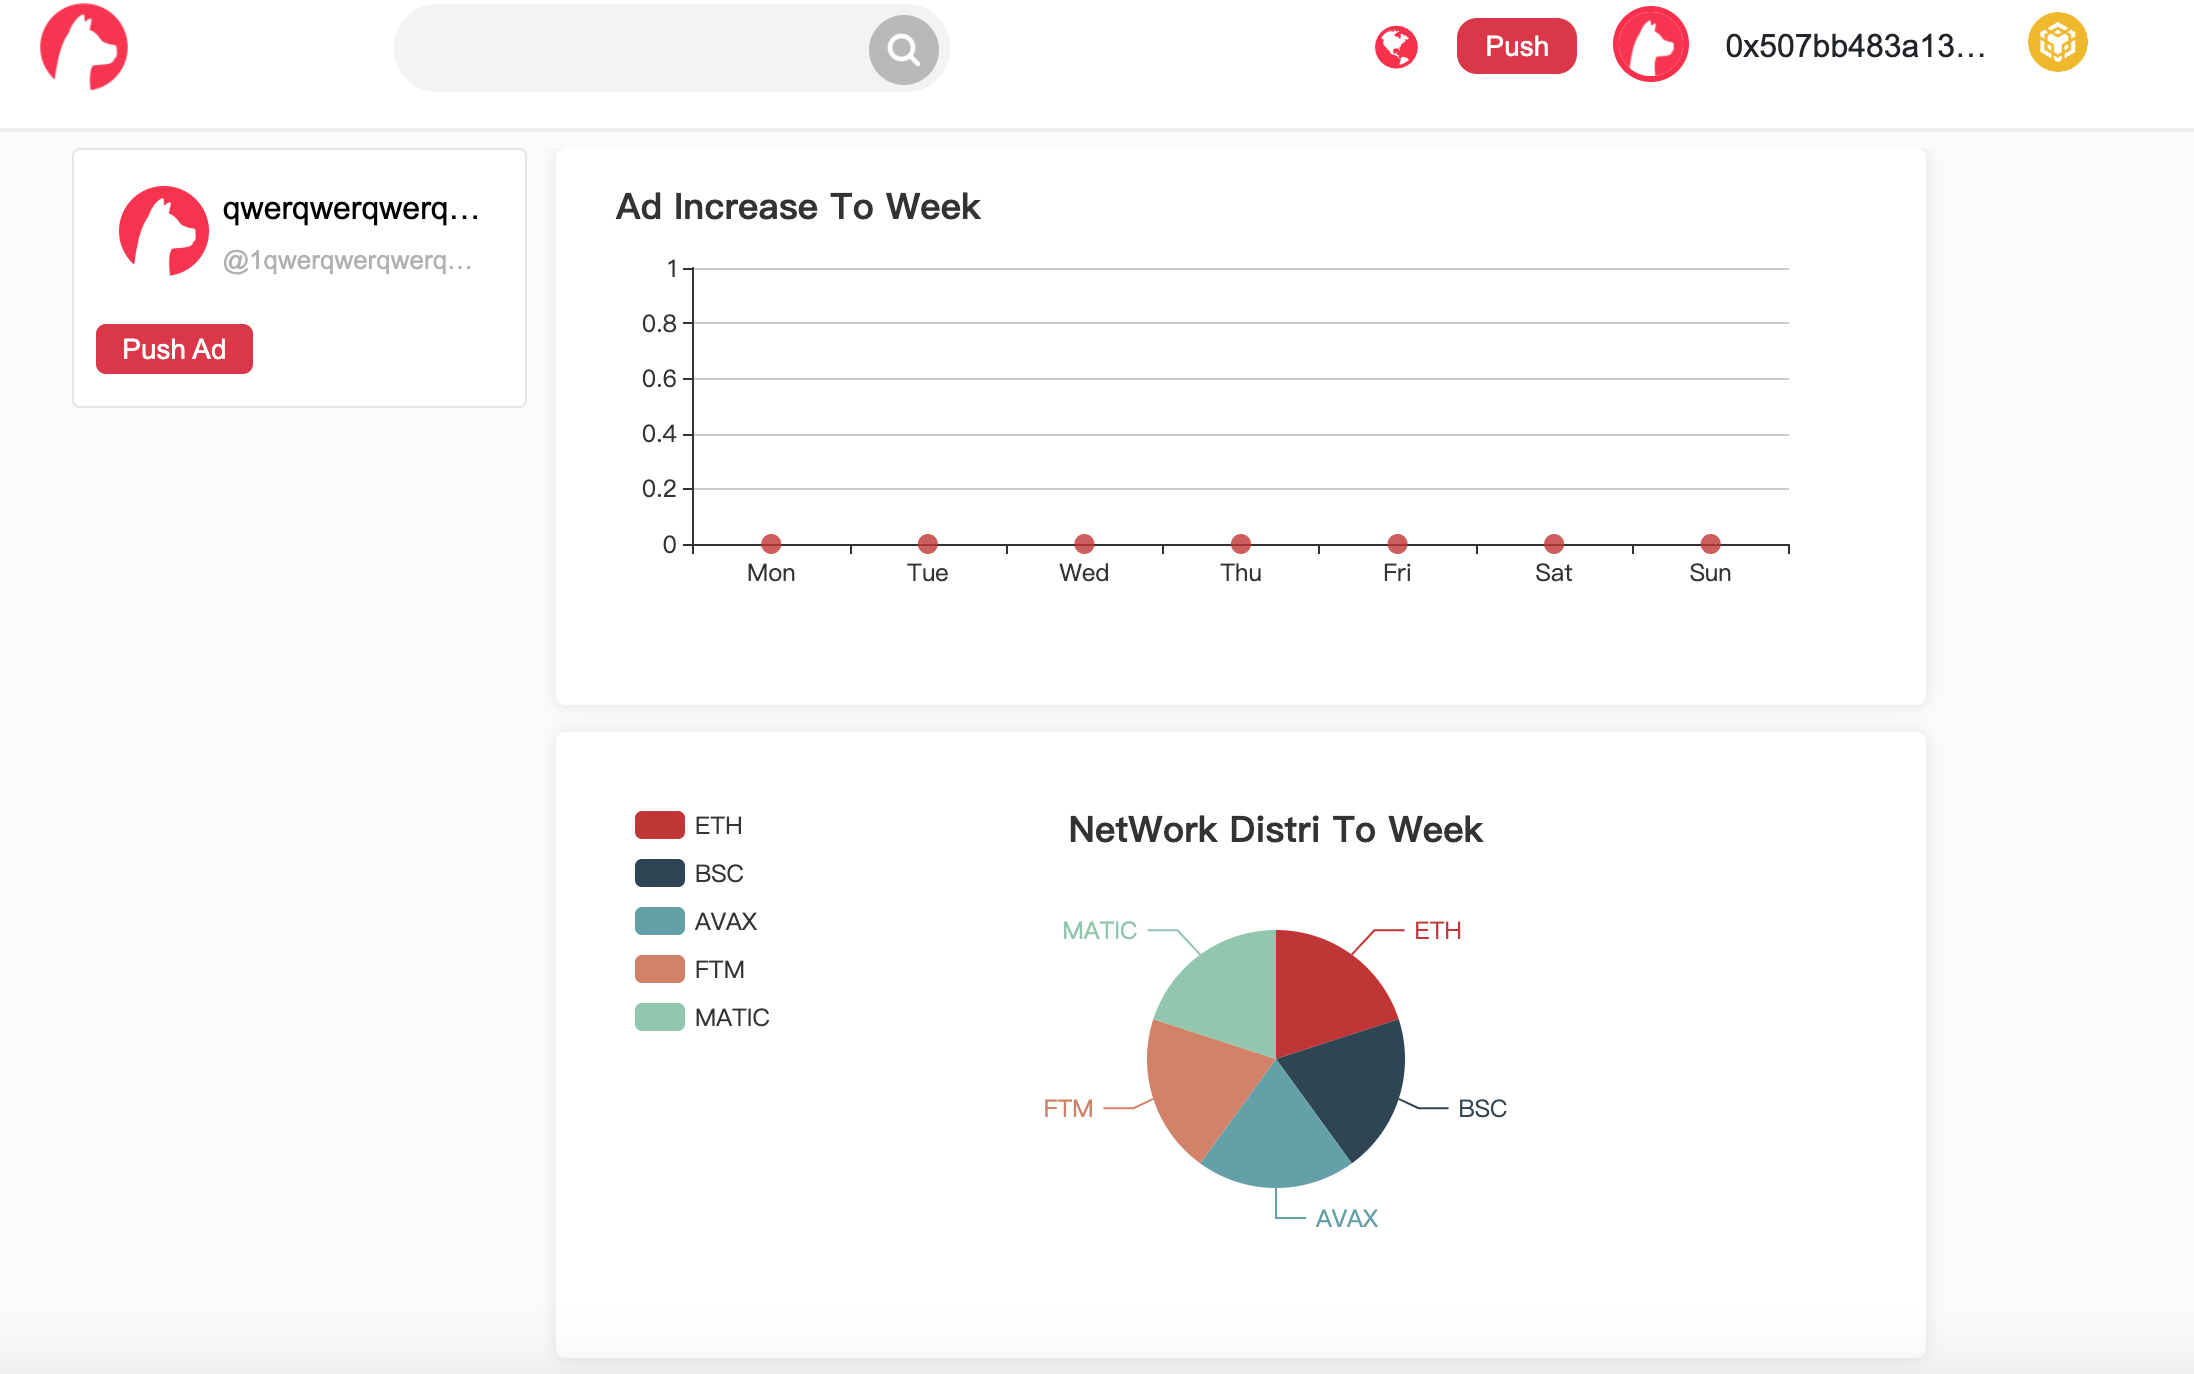 Push
0x507bb483a13...
qwerqwerqwerq...
@1qwerqwerqwerq...
Push Ad
Ad Increase To Week
1
0.8
0.6
0.4
0.2
0
Mon Tue Wed Thu Fri Sat Sun
ETH
BSC
AVAX
FTM
MATIC
NetWork Distri To Week
MATIC
ETH
FTM
BSC
AVAX